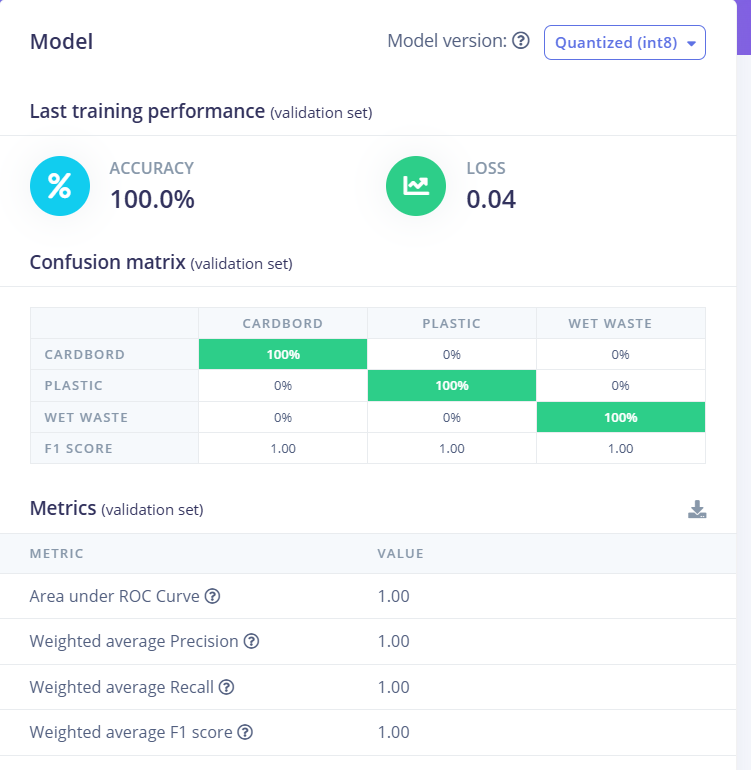 Model
Model version: Quantized (int8)
Last training performance (validation set)
% ACCURACY 100.0%
LOSS 0.04
Confusion matrix (validation set)
CARDBORD PLASTIC WET WASTE
CARDBORD 100% 0% 0%
PLASTIC 0% 100% 0%
WET WASTE 0% 0% 100%
F1 SCORE 1.00 1.00 1.00
Metrics (validation set)
METRIC VALUE
Area under ROC Curve 1.00
Weighted average Precision 1.00
Weighted average Recall 1.00
Weighted average F1 score 1.00